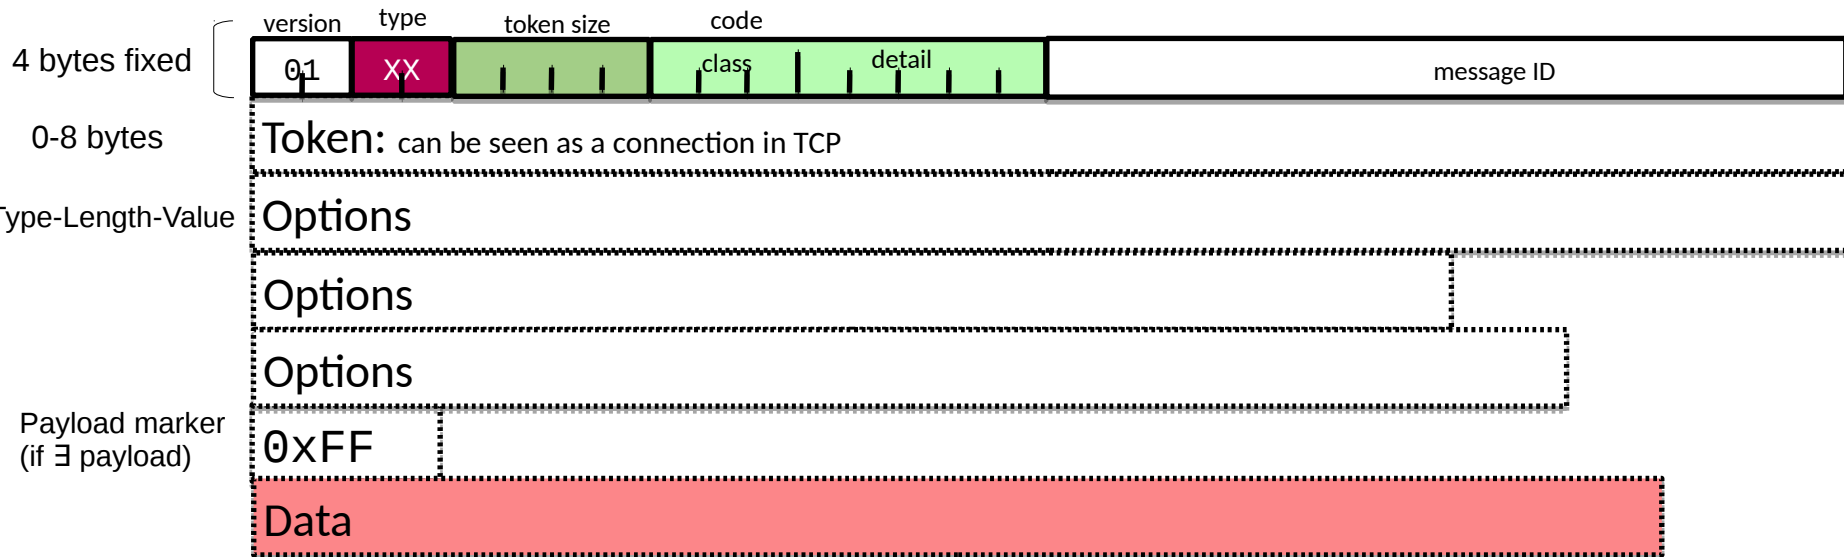 version type token size code
4 bytes fixed 01 XX class detail message ID
0-8 bytes Token: can be seen as a connection in TCP
Type-Length-Value Options
Options
Options
Payload marker
(if ∃ payload) 0xFF
Data